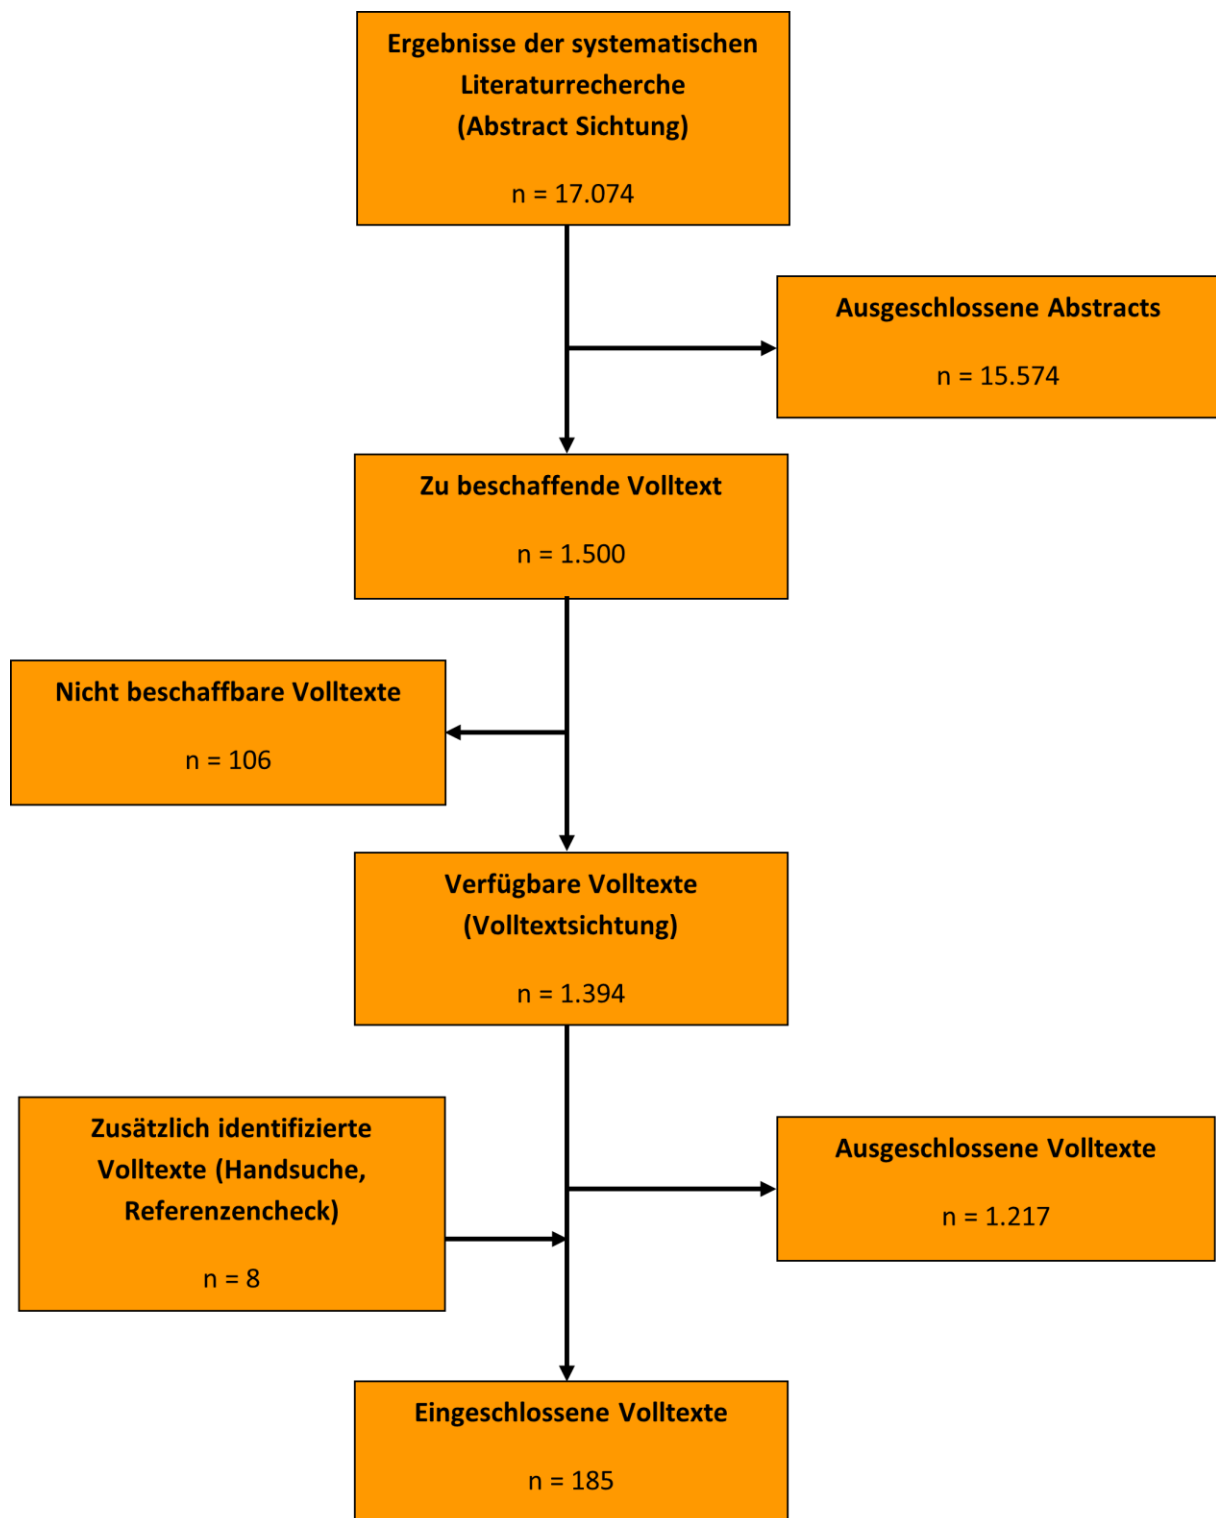 Ergebnisse der systematischen
Literaturrecherche
(Abstract Sichtung)
n = 17.074
Ausgeschlossene Abstracts
n = 15.574
Zu beschaffende Volltext
n = 1.500
Nicht beschaffbare Volltexte
n = 106
Verfügbare Volltexte
(Volltextsichtung)
n = 1.394
Zusätzlich identifizierte
Volltexte (Handsuche,
Referenzencheck)
n = 8
Ausgeschlossene Volltexte
n = 1.217
Eingeschlossene Volltexte
n = 185